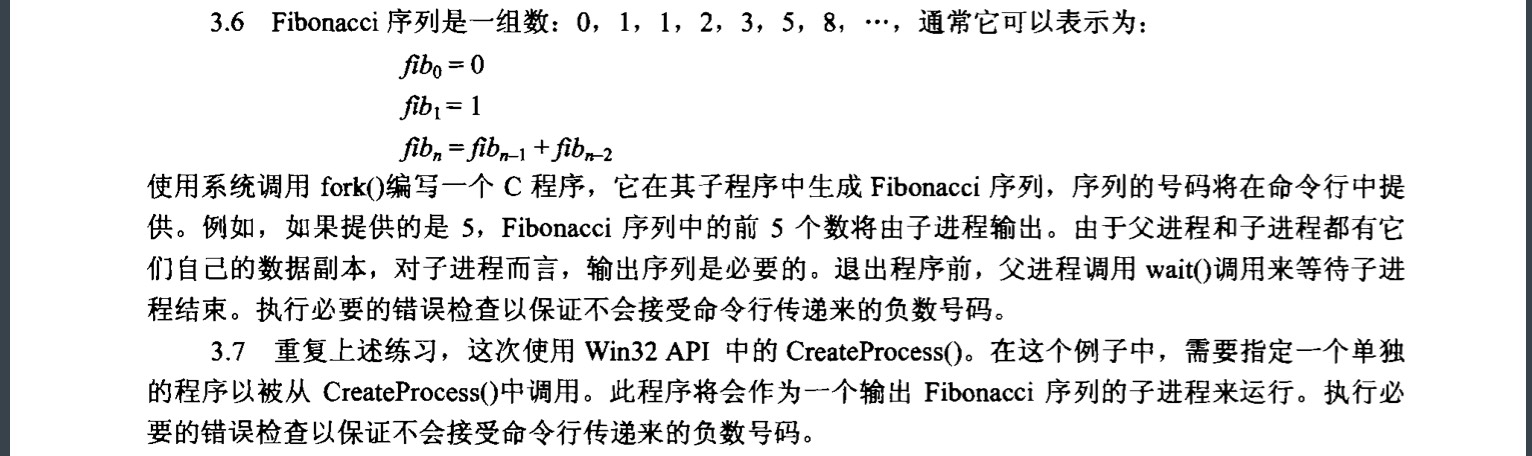 3.6 Fibonacci 序列是一组数：0，1，1，2，3，5，8，…，通常它可以表示为：
fib₀ = 0
fib₁ = 1
fibₙ = fibₙ₋₁ + fibₙ₋₂
使用系统调用 fork()编写一个 C 程序，它在其子程序中生成 Fibonacci 序列，序列的号码将在命令行中提
供。例如，如果提供的是 5，Fibonacci 序列中的前 5 个数将由子进程输出。由于父进程和子进程都有它
们自己的数据副本，对子进程而言，输出序列是必要的。退出程序前，父进程调用 wait()调用来等待子进
程结束。执行必要的错误检查以保证不会接受命令行传递来的负数号码。
3.7 重复上述练习，这次使用 Win32 API 中的 CreateProcess()。在这个例子中，需要指定一个单独
的程序以被从 CreateProcess()中调用。此程序将会作为一个输出 Fibonacci 序列的子进程来运行。执行必
要的错误检查以保证不会接受命令行传递来的负数号码。